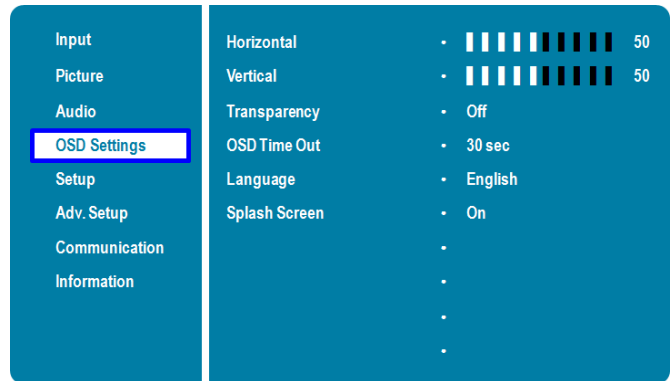 Input
Picture
Audio
OSD Settings
Setup
Adv. Setup
Communication
Information
Horizontal • 50
Vertical • 50
Transparency • Off
OSD Time Out • 30 sec
Language • English
Splash Screen • On
•
•
•
•